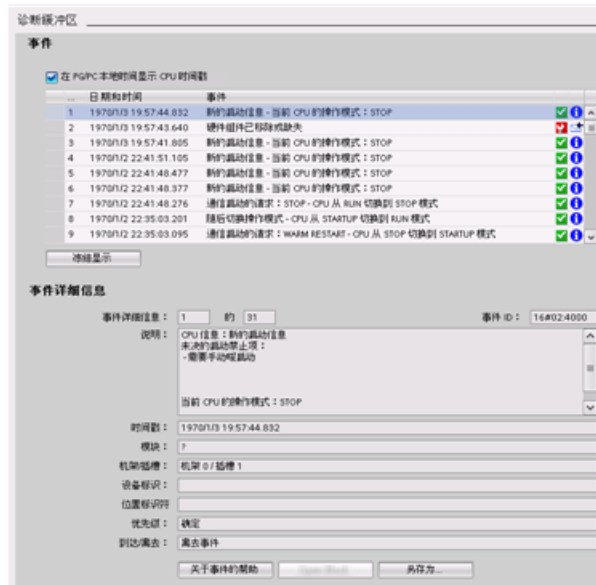 诊断缓冲区
事件
在 PG/PC 本地时间显示 CPU 时间戳
... 日期和时间 事件
1 1970/1/3 19:57:44.832 新的启动信息 - 当前 CPU 的操作模式：STOP
2 1970/1/3 19:57:43.640 硬件组件已移除或缺失
3 1970/1/3 19:57:41.805 新的启动信息 - 当前 CPU 的操作模式：STOP
4 1970/1/2 22:41:51.105 新的启动信息 - 当前 CPU 的操作模式：STOP
5 1970/1/2 22:41:48.477 新的启动信息 - 当前 CPU 的操作模式：STOP
6 1970/1/2 22:41:48.377 新的启动信息 - 当前 CPU 的操作模式：STOP
7 1970/1/2 22:41:48.276 通信启动的请求：STOP - CPU 从 RUN 切换到 STOP 模式
8 1970/1/2 22:35:03.201 随后切换操作模式 - CPU 从 STARTUP 切换到 RUN 模式
9 1970/1/2 22:35:03.095 通信启动的请求：WARM RESTART - CPU 从 STOP 切换到 STARTUP 模式
冻结显示
事件详细信息
事件详细信息： 1 的 31 事件 ID： 16#02:4000
说明： CPU 信息：新的启动信息
未决的启动禁止项：
- 需要手动暖启动
当前 CPU 的操作模式：STOP
时间戳： 1970/1/3 19:57:44.832
模块： ?
机架/插槽： 机架 0 / 插槽 1
设备标识：
位置标识符
优先级： 确定
到达/离去： 离去事件
关于事件的帮助 另存为...